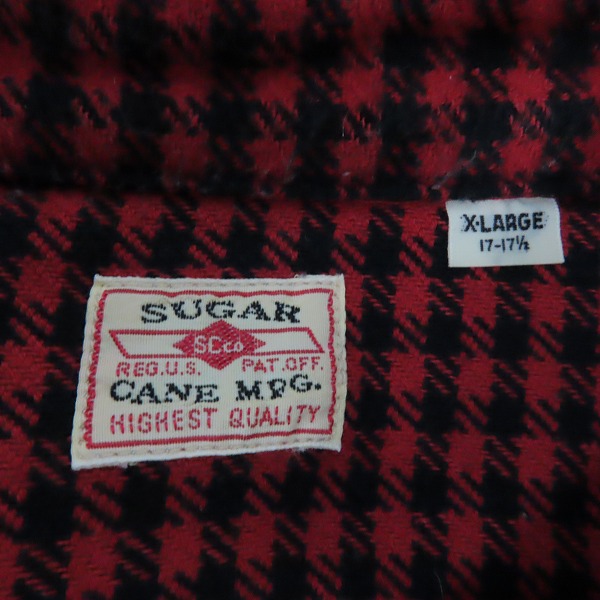 X-LARGE
17-17½
SUGAR
SCCO
REG.U.S. PAT.OFF.
CANE MFG.
HIGHEST QUALITY